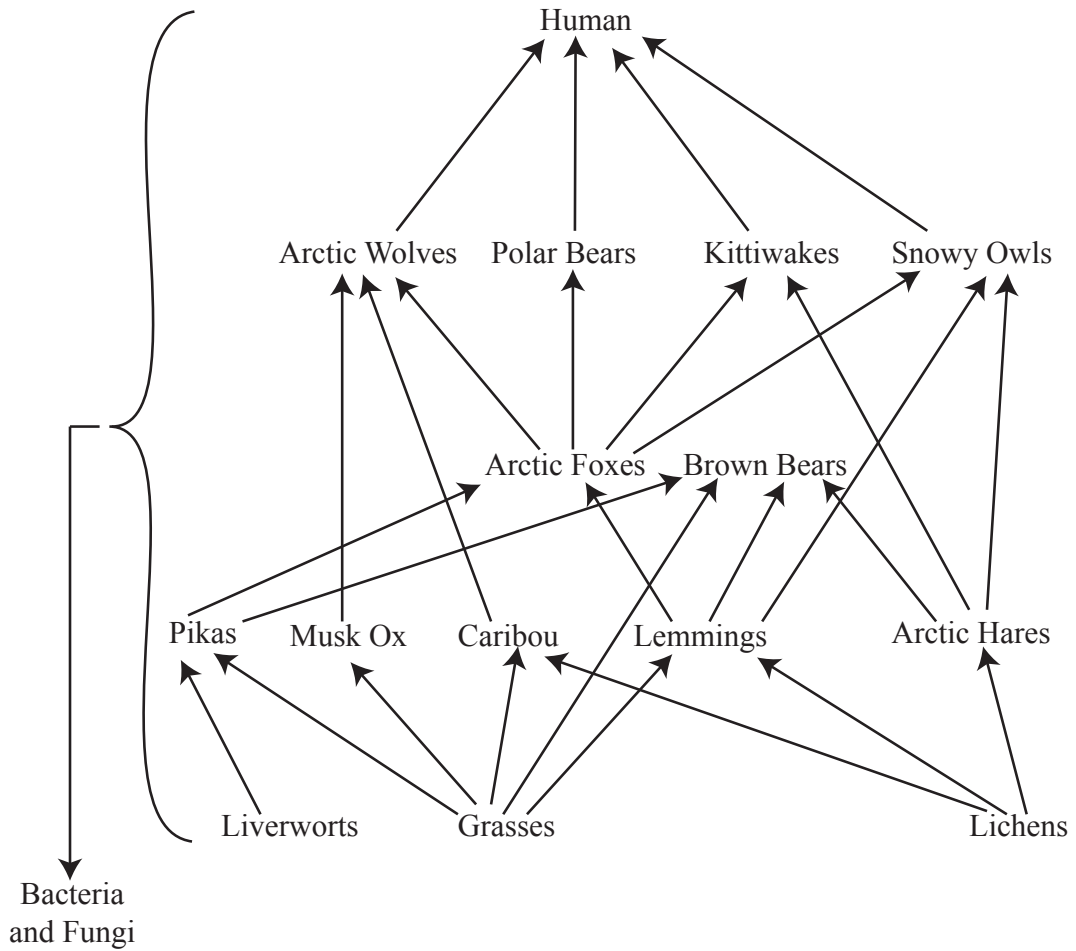 Human
Arctic Wolves
Polar Bears
Kittiwakes
Snowy Owls
Arctic Foxes
Brown Bears
Pikas
Musk Ox
Caribou
Lemmings
Arctic Hares
Liverworts
Grasses
Lichens
Bacteria
and Fungi